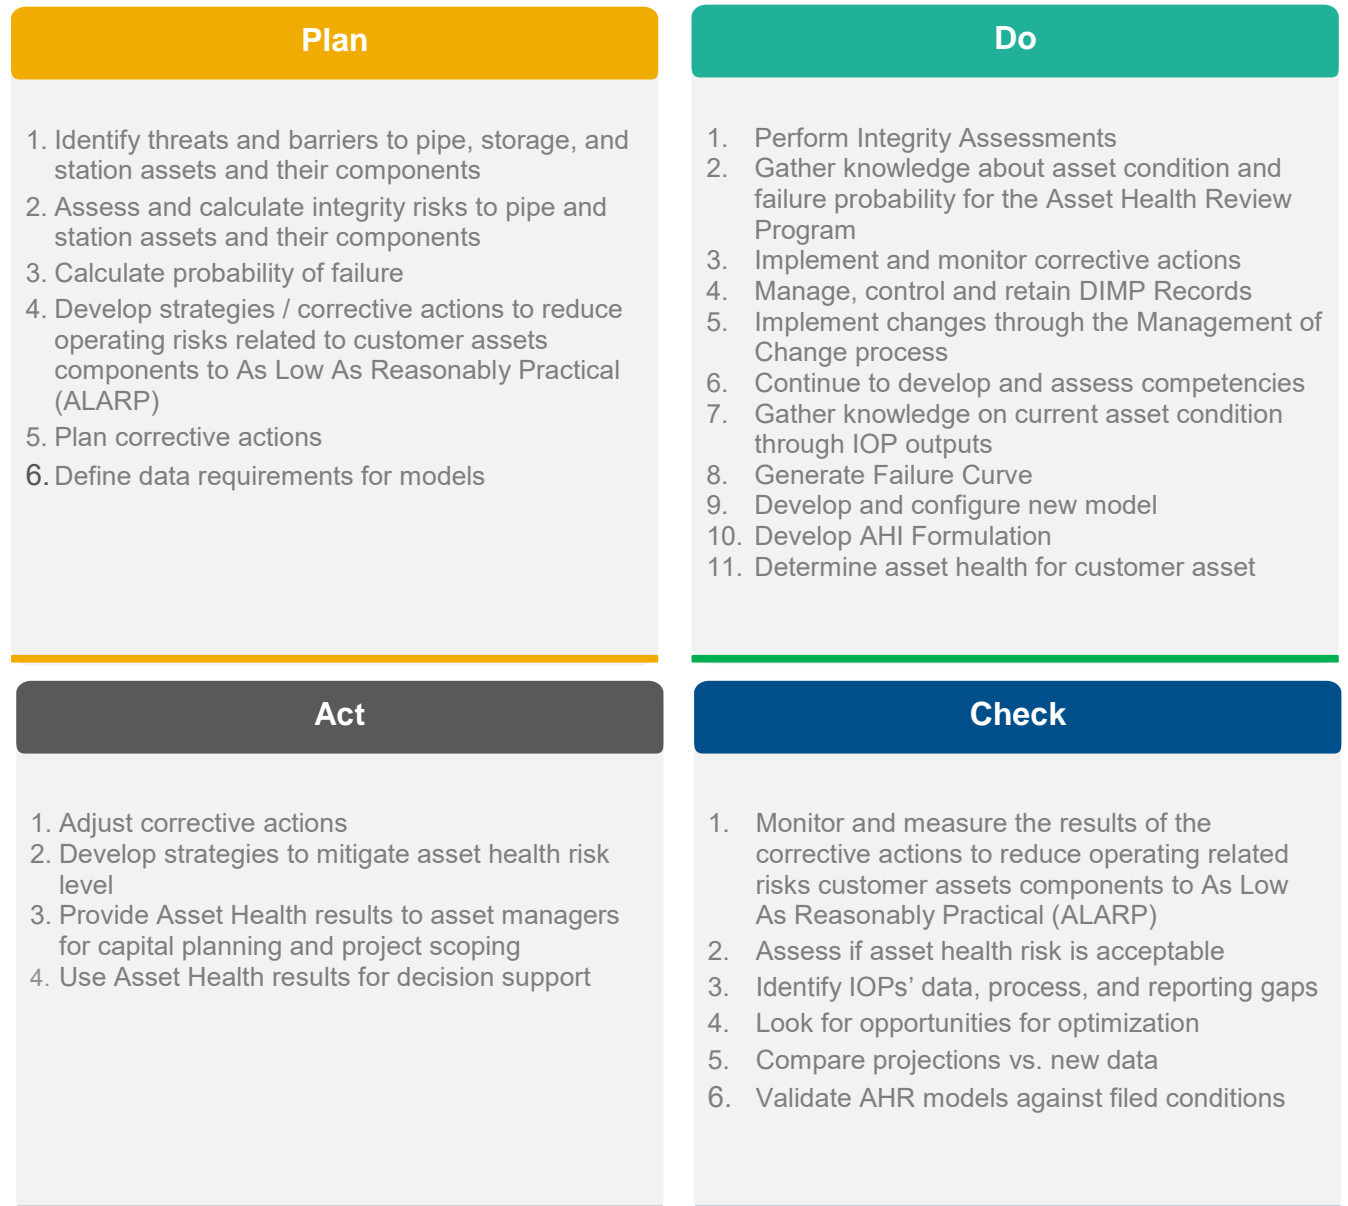 Plan
1. Identify threats and barriers to pipe, storage, and
station assets and their components
2. Assess and calculate integrity risks to pipe and
station assets and their components
3. Calculate probability of failure
4. Develop strategies / corrective actions to reduce
operating risks related to customer assets
components to As Low As Reasonably Practical
(ALARP)
5. Plan corrective actions
6. Define data requirements for models
Do
1. Perform Integrity Assessments
2. Gather knowledge about asset condition and
failure probability for the Asset Health Review
Program
3. Implement and monitor corrective actions
4. Manage, control and retain DIMP Records
5. Implement changes through the Management of
Change process
6. Continue to develop and assess competencies
7. Gather knowledge on current asset condition
through IOP outputs
8. Generate Failure Curve
9. Develop and configure new model
10. Develop AHI Formulation
11. Determine asset health for customer asset
Act
1. Adjust corrective actions
2. Develop strategies to mitigate asset health risk
level
3. Provide Asset Health results to asset managers
for capital planning and project scoping
4. Use Asset Health results for decision support
Check
1. Monitor and measure the results of the
corrective actions to reduce operating related
risks customer assets components to As Low
As Reasonably Practical (ALARP)
2. Assess if asset health risk is acceptable
3. Identify IOPs’ data, process, and reporting gaps
4. Look for opportunities for optimization
5. Compare projections vs. new data
6. Validate AHR models against filed conditions